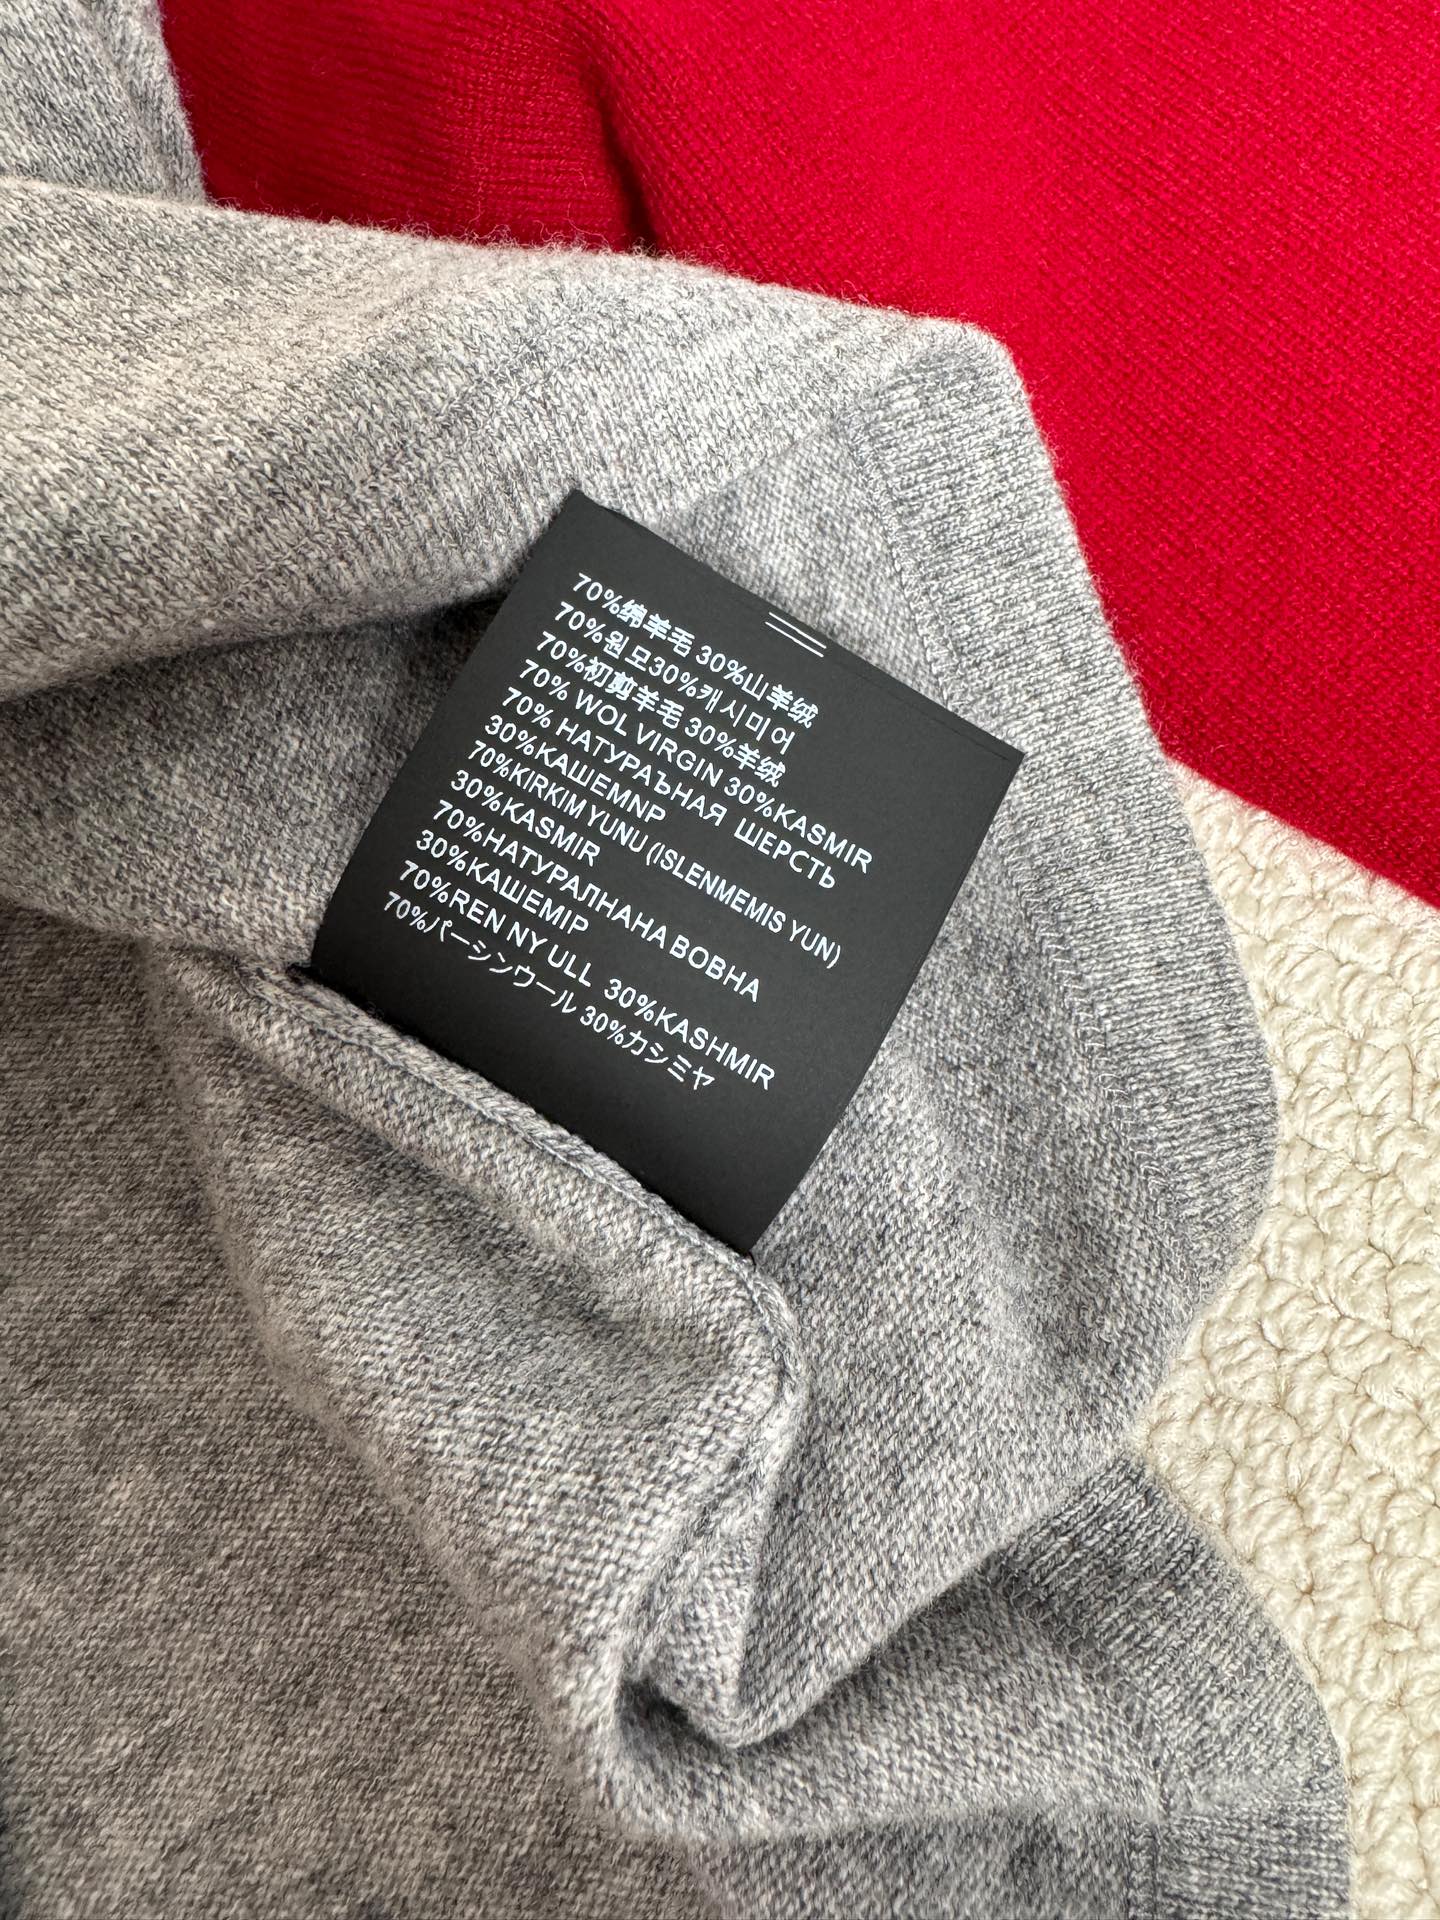 70%绵羊毛 30%山羊绒
70%원모30%캐시미어
70%初剪羊毛 30%羊绒
70% WOL VIRGIN 30%KASMIR
70% НАТУРАЪНАЯ ШЕРСТЬ
30%КАШЕМNР
70%KIRKIM YUNU (ISLENMEMIS YUN)
30%KASMIR
70%НАТУРАЛНАНА ВОВНА
30%КАШЕМІР
70%REN NY ULL 30%KASHMIR
70%バージンウール 30%カシミヤ